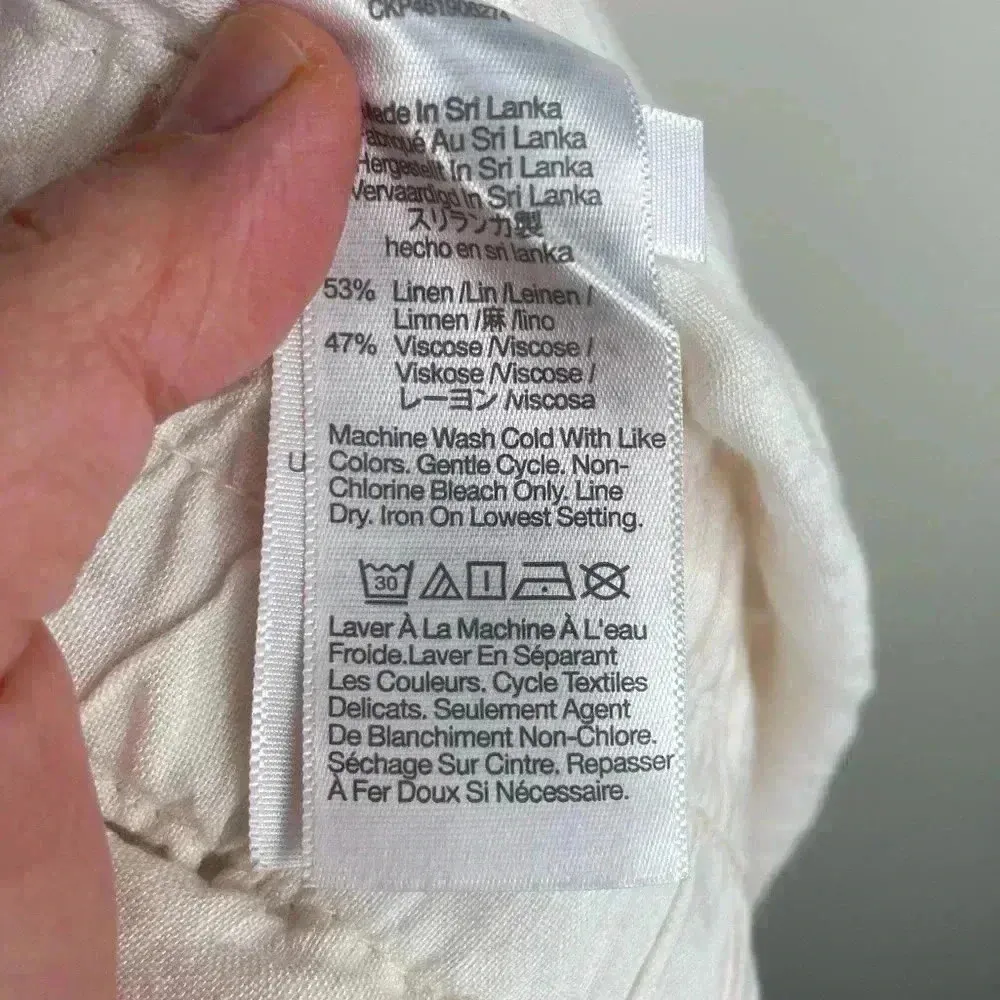 CKP461906274
Made In Sri Lanka
Fabriqué Au Sri Lanka
Hergestellt In Sri Lanka
Vervaardigd In Sri Lanka
スリランカ製
hecho en sri lanka
53% Linen /Lin /Leinen /
Linnen /麻 /lino
47% Viscose /Viscose /
Viskose /Viscose /
レーヨン /viscosa
Machine Wash Cold With Like
Colors. Gentle Cycle. Non-
Chlorine Bleach Only. Line
Dry. Iron On Lowest Setting.
30
Laver À La Machine À L'eau
Froide.Laver En Séparant
Les Couleurs. Cycle Textiles
Delicats. Seulement Agent
De Blanchiment Non-Chlore.
Séchage Sur Cintre. Repasser
À Fer Doux Si Nécessaire.